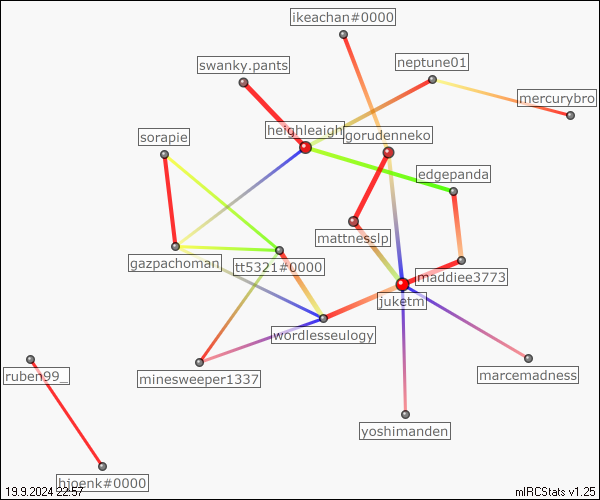 ikeachan#0000
neptune01
swanky.pants
mercurybro
sorapie
heighleaigh
gorudenneko
edgepanda
mattnesslp
gazpachoman
tt5321#0000
maddiee3773
juketm
wordlesseulogy
ruben99_
minesweeper1337
marcemadness
yoshimanden
hjoenk#0000
19.9.2024 22:57
mIRCStats v1.25